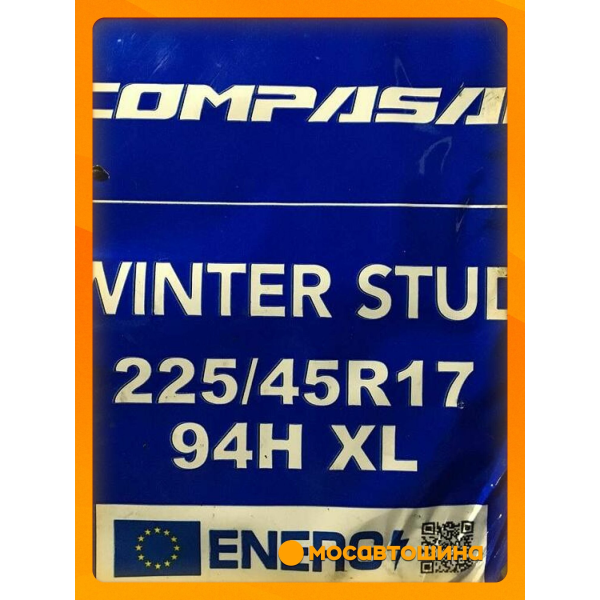 COMPASA
WINTER STUD
225/45R17
94H XL
ENERG
мосавтошина